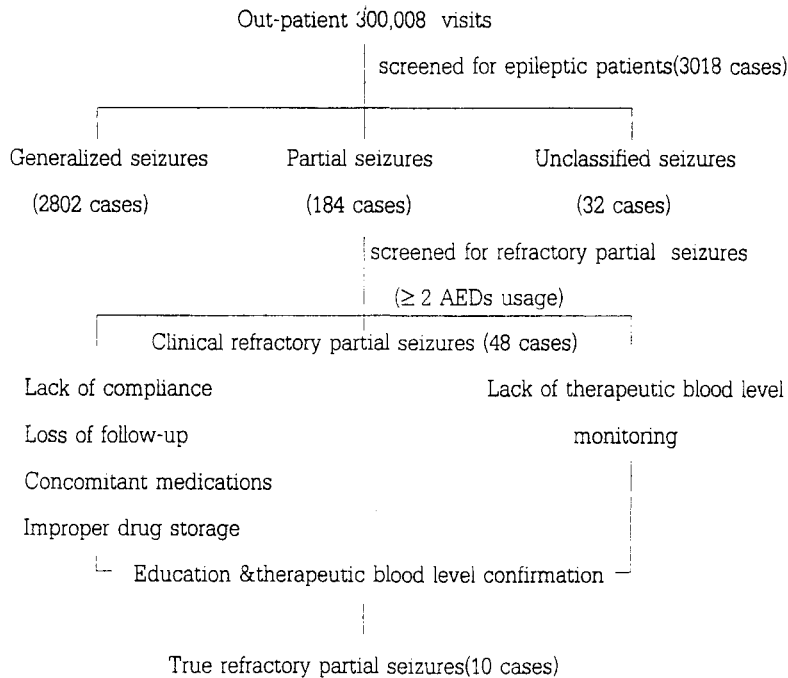 Out-patient 300,008 visits
screened for epileptic patients(3018 cases)
Generalized seizures Partial seizures Unclassified seizures
(2802 cases) (184 cases) (32 cases)
screened for refractory partial seizures
(≥ 2 AEDs usage)
Clinical refractory partial seizures (48 cases)
Lack of compliance Lack of therapeutic blood level
Loss of follow-up monitoring
Concomitant medications
Improper drug storage
Education &therapeutic blood level confirmation
True refractory partial seizures(10 cases)